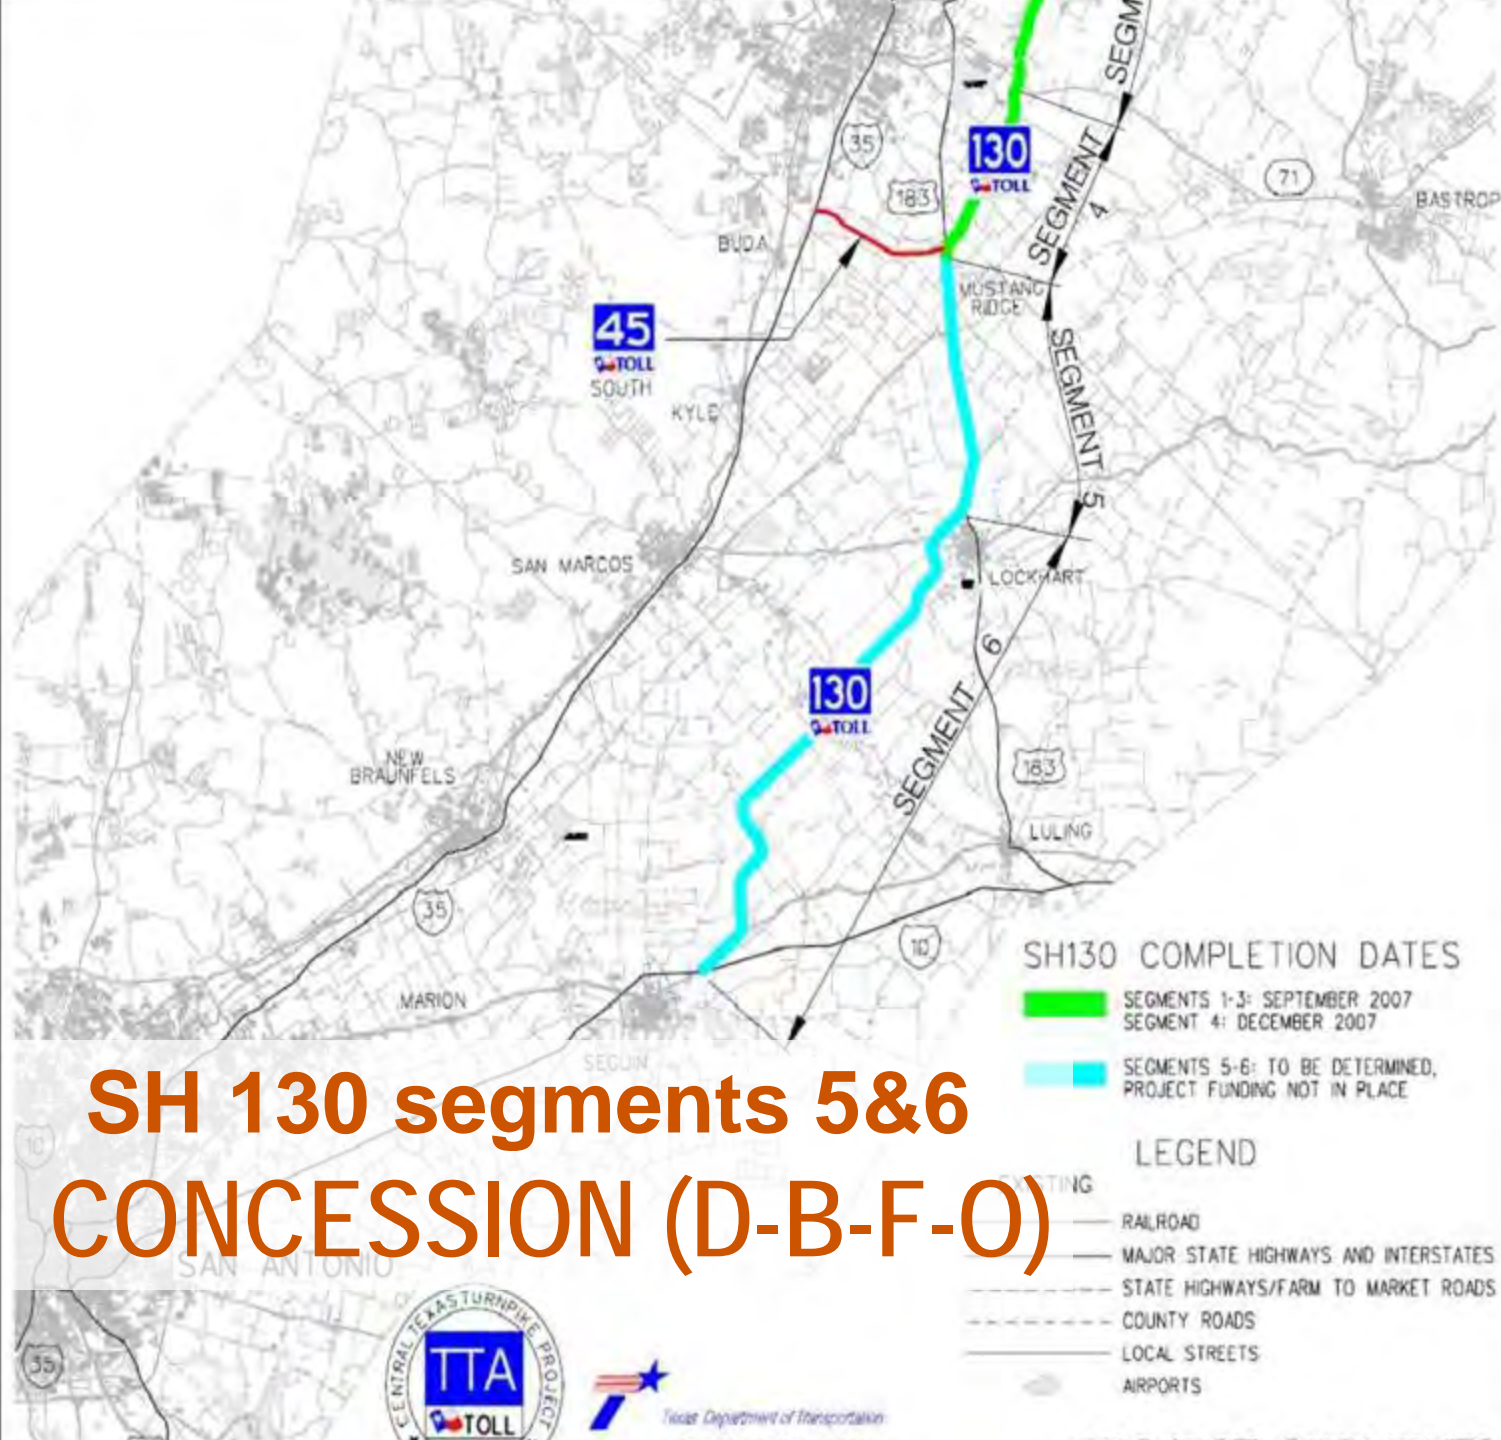 SEGM
35
130
TOLL
183
SEGMENT
4
71
BASTROP
BUDA
MUSTANG
RIDGE
45
TOLL
SOUTH
KYLE
SEGMENT 5
SAN MARCOS
LOCKHART
6
130
TOLL
SEGMENT
NEW
BRAUNFELS
183
LULING
35
10
MARION
SEGUIN
SH130 COMPLETION DATES
SEGMENTS 1-3: SEPTEMBER 2007
SEGMENT 4: DECEMBER 2007
SEGMENTS 5-6: TO BE DETERMINED,
PROJECT FUNDING NOT IN PLACE
SH 130 segments 5&6
CONCESSION (D-B-F-O)
10
SAN ANTONIO
35
LEGEND
EXISTING
RAILROAD
MAJOR STATE HIGHWAYS AND INTERSTATES
STATE HIGHWAYS/FARM TO MARKET ROADS
COUNTY ROADS
LOCAL STREETS
AIRPORTS
CENTRAL TEXAS TURNPIKE PROJECT
TTA
TOLL
Texas Department of Transportation